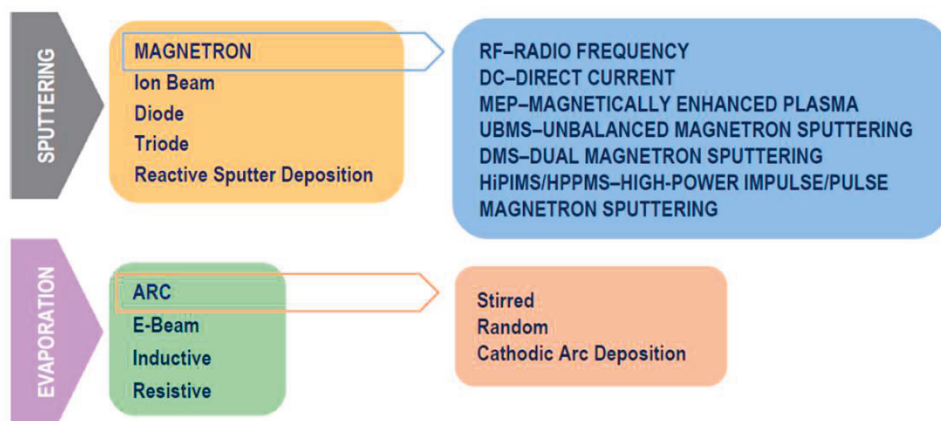 SPUTTERING
MAGNETRON
Ion Beam
Diode
Triode
Reactive Sputter Deposition
RF–RADIO FREQUENCY
DC–DIRECT CURRENT
MEP–MAGNETICALLY ENHANCED PLASMA
UBMS–UNBALANCED MAGNETRON SPUTTERING
DMS–DUAL MAGNETRON SPUTTERING
HiPIMS/HPPMS–HIGH-POWER IMPULSE/PULSE
MAGNETRON SPUTTERING
EVAPORATION
ARC
E-Beam
Inductive
Resistive
Stirred
Random
Cathodic Arc Deposition